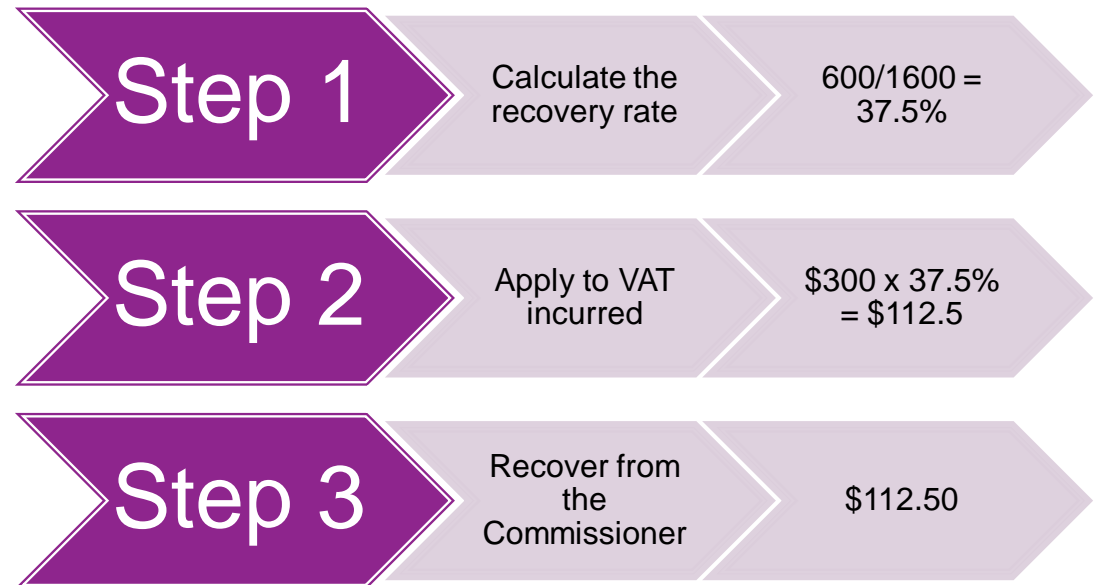 Step 1
Calculate the
recovery rate
600/1600 =
37.5%
Step 2
Apply to VAT
incurred
$300 x 37.5%
= $112.5
Step 3
Recover from
the
Commissioner
$112.50